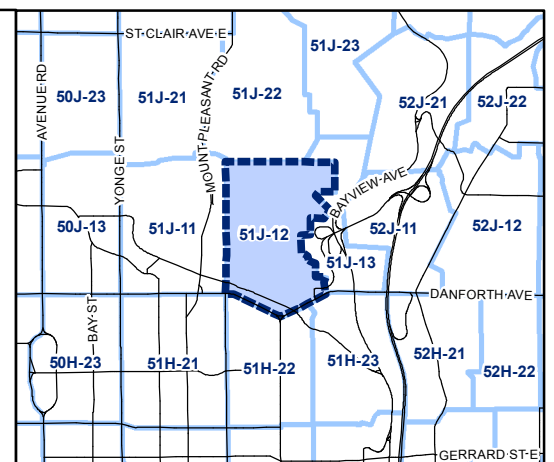 ST CLAIR AVE E
51J-23
AVENUE RD
50J-23
51J-21
51J-22
52J-21
52J-22
MOUNT PLEASANT RD
YONGE ST
BAYVIEW AVE
50J-13
51J-11
51J-12
52J-11
52J-12
51J-13
DANFORTH AVE
BAY ST
50H-23
51H-21
51H-22
51H-23
52H-21
52H-22
GERRARD ST E